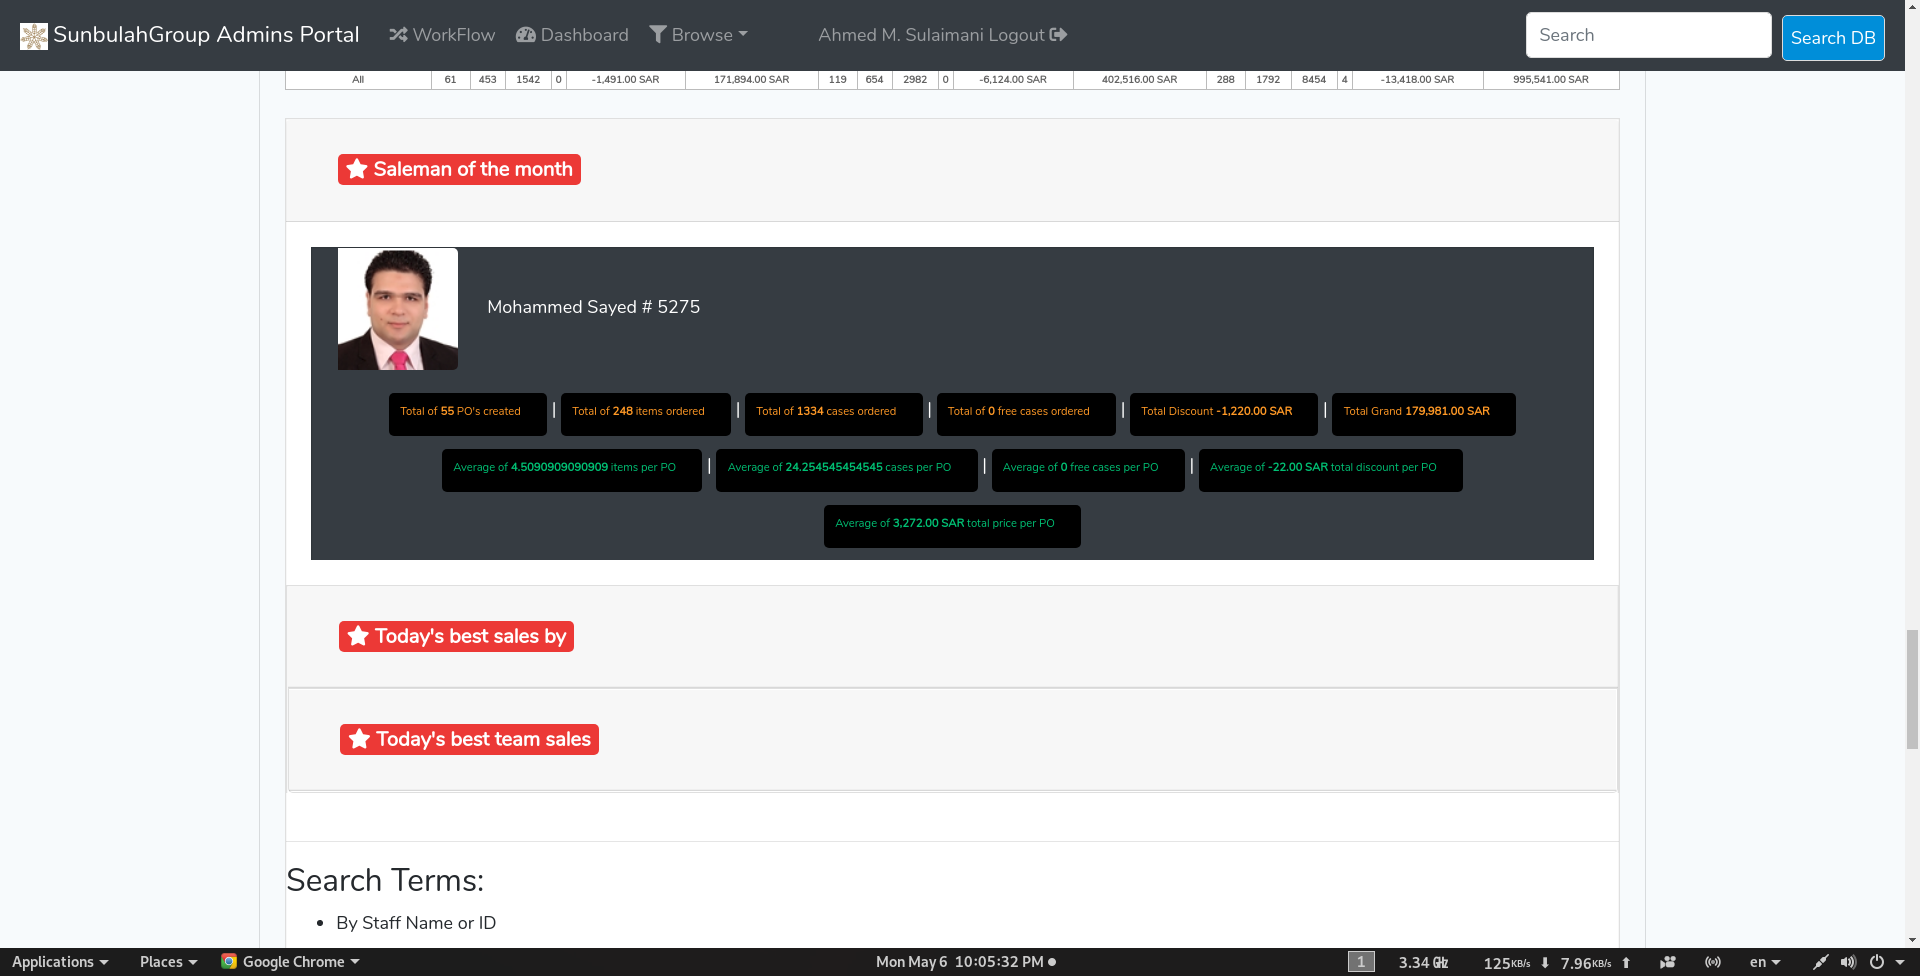 SunbulahGroup Admins Portal WorkFlow Dashboard Browse Ahmed M. Sulaimani Logout Search Search DB
All 61 453 1542 0 -1,491.00 SAR 171,894.00 SAR 119 654 2982 0 -6,124.00 SAR 402,516.00 SAR 288 1792 8454 4 -13,418.00 SAR 995,541.00 SAR
Saleman of the month
Mohammed Sayed # 5275
Total of 55 PO's created | Total of 248 items ordered | Total of 1334 cases ordered | Total of 0 free cases ordered | Total Discount -1,220.00 SAR | Total Grand 179,981.00 SAR
Average of 4.5090909090909 items per PO | Average of 24.254545454545 cases per PO | Average of 0 free cases per PO | Average of -22.00 SAR total discount per PO
Average of 3,272.00 SAR total price per PO
Today's best sales by
Today's best team sales
Search Terms:
• By Staff Name or ID
Applications Places Google Chrome Mon May 6 10:05:32 PM 1 3.34 125KB/s 7.96KB/s en